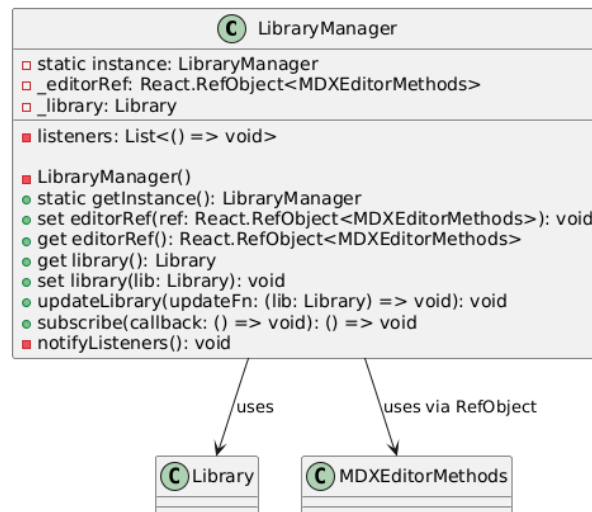 C LibraryManager
static instance: LibraryManager
_editorRef: React.RefObject<MDXEditorMethods>
_library: Library
listeners: List<() => void>
LibraryManager()
static getInstance(): LibraryManager
set editorRef(ref: React.RefObject<MDXEditorMethods>): void
get editorRef(): React.RefObject<MDXEditorMethods>
get library(): Library
set library(lib: Library): void
updateLibrary(updateFn: (lib: Library) => void): void
subscribe(callback: () => void): () => void
notifyListeners(): void
uses
uses via RefObject
C Library
C MDXEditorMethods